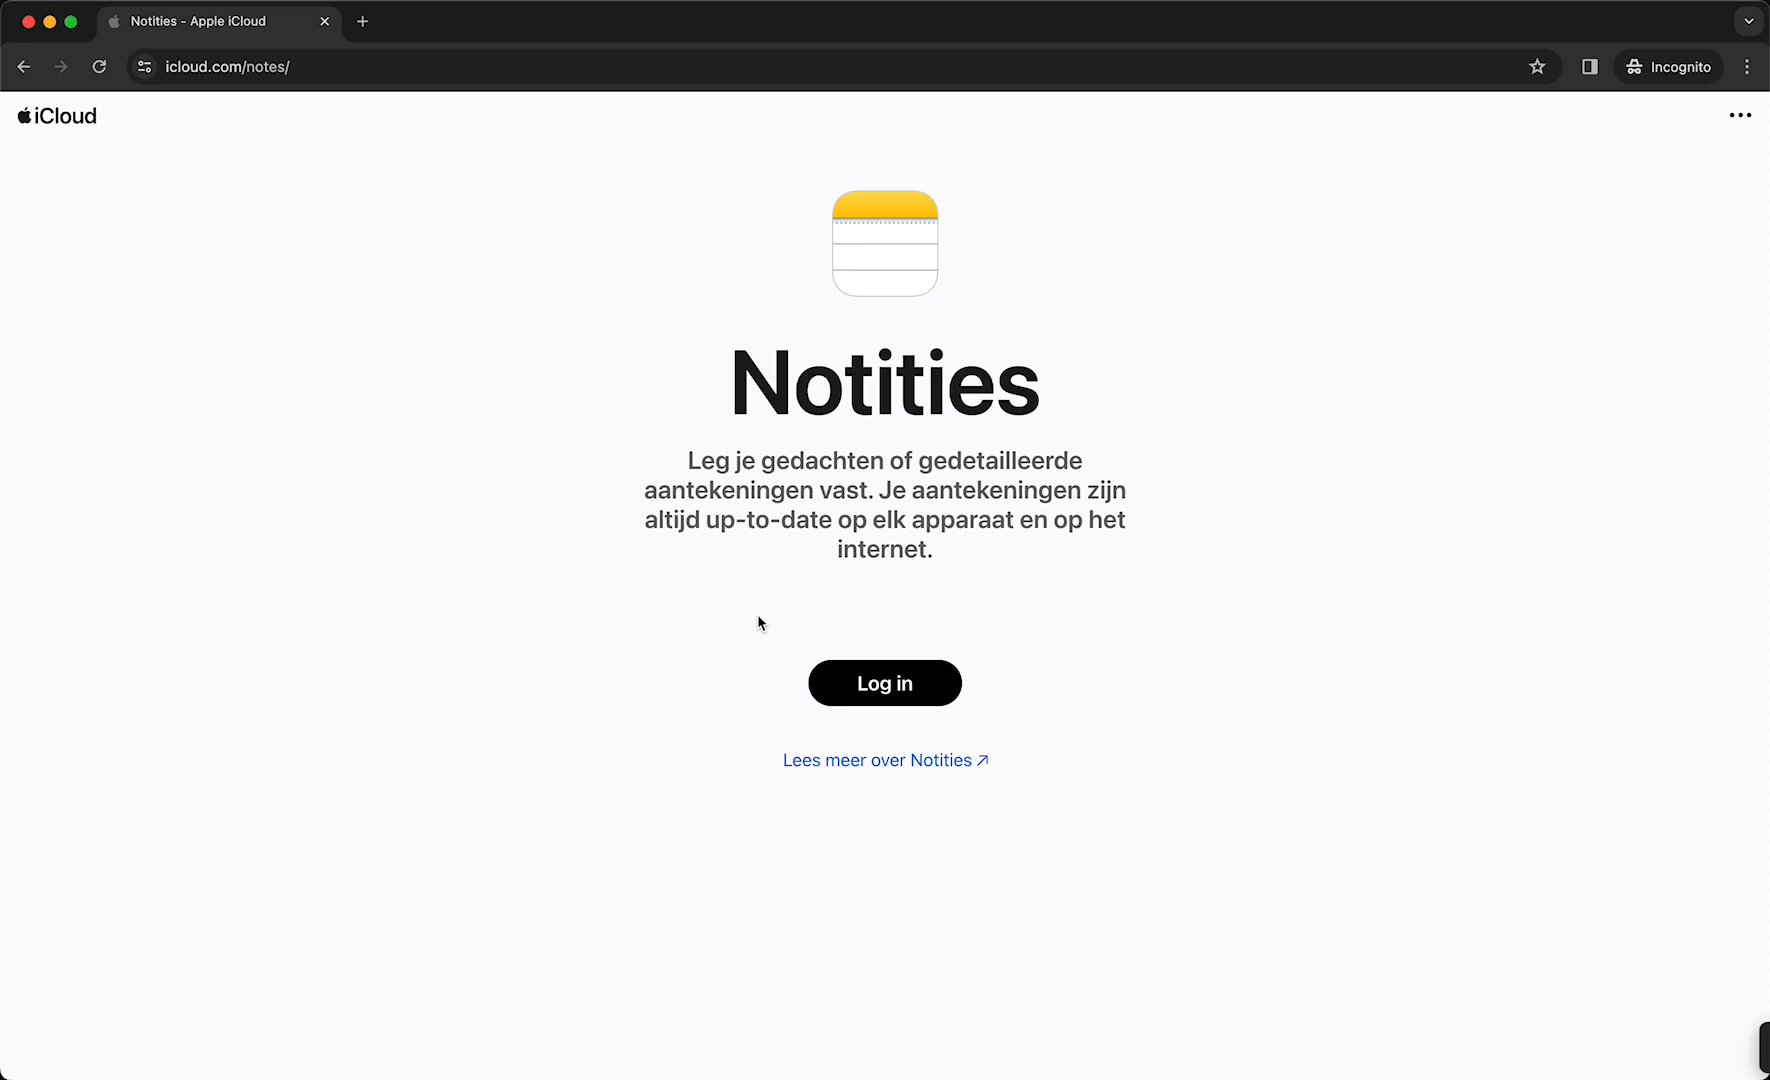 Notities - Apple iCloud
icloud.com/notes/
Incognito
iCloud
Notities
Leg je gedachten of gedetailleerde
aantekeningen vast. Je aantekeningen zijn
altijd up-to-date op elk apparaat en op het
internet.
Log in
Lees meer over Notities ↗